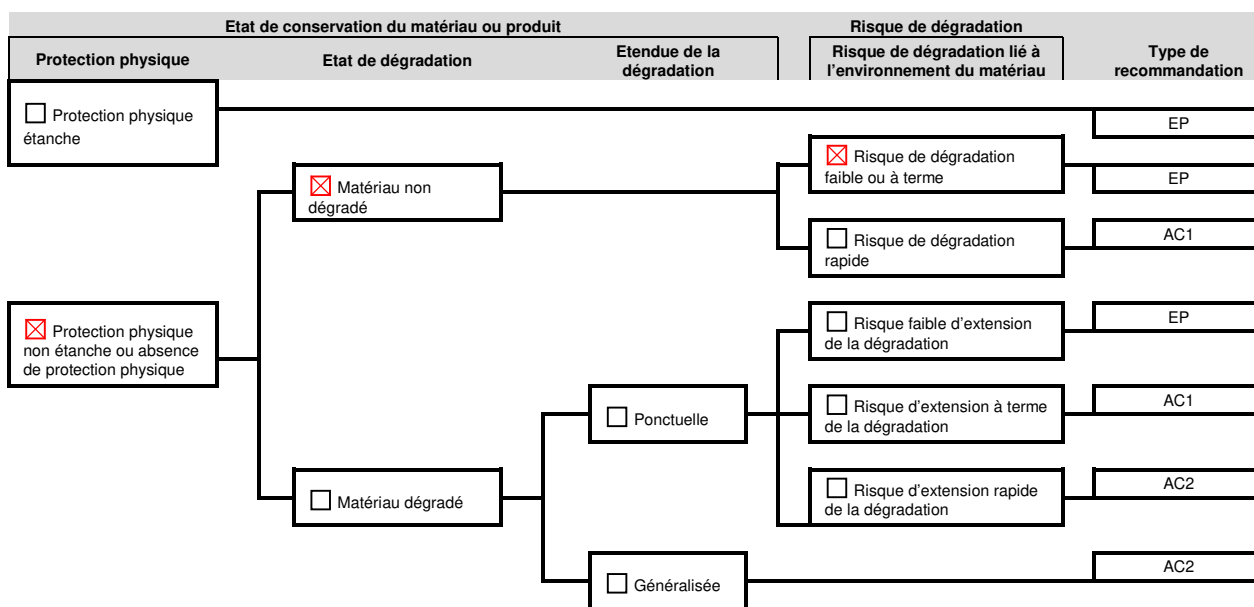 Etat de conservation du matériau ou produit
Risque de dégradation
Protection physique
Etat de dégradation
Etendue de la
dégradation
Risque de dégradation lié à
l'environnement du matériau
Type de
recommandation
Protection physique
étanche
EP
Risque de dégradation
faible ou à terme
EP
Matériau non
dégradé
Risque de dégradation
rapide
AC1
Protection physique
non étanche ou absence
de protection physique
Risque faible d'extension
de la dégradation
EP
Ponctuelle
Risque d'extension à terme
de la dégradation
AC1
Matériau dégradé
Risque d'extension rapide
de la dégradation
AC2
Généralisée
AC2